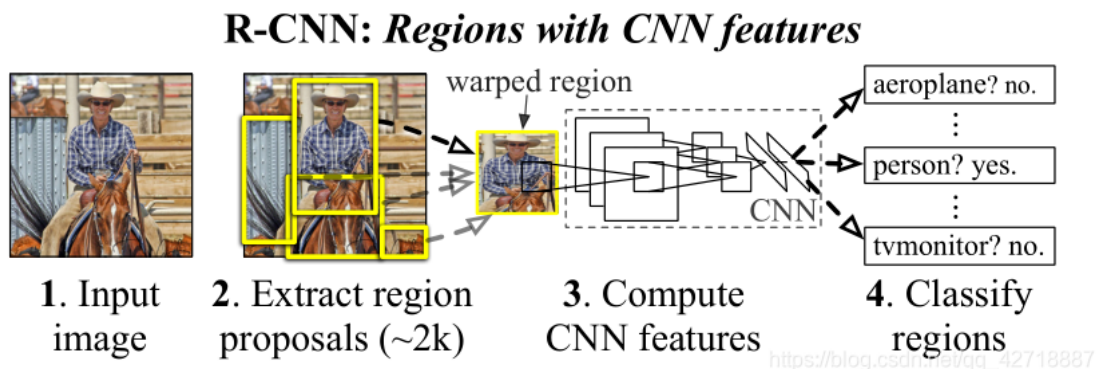 R-CNN: Regions with CNN features
warped region
aeroplane? no.
⋮
person? yes.
⋮
tvmonitor? no.
CNN
1. Input
image
2. Extract region
proposals (~2k)
3. Compute
CNN features
4. Classify
regions
https://blog.csdn.net/qq_42718887